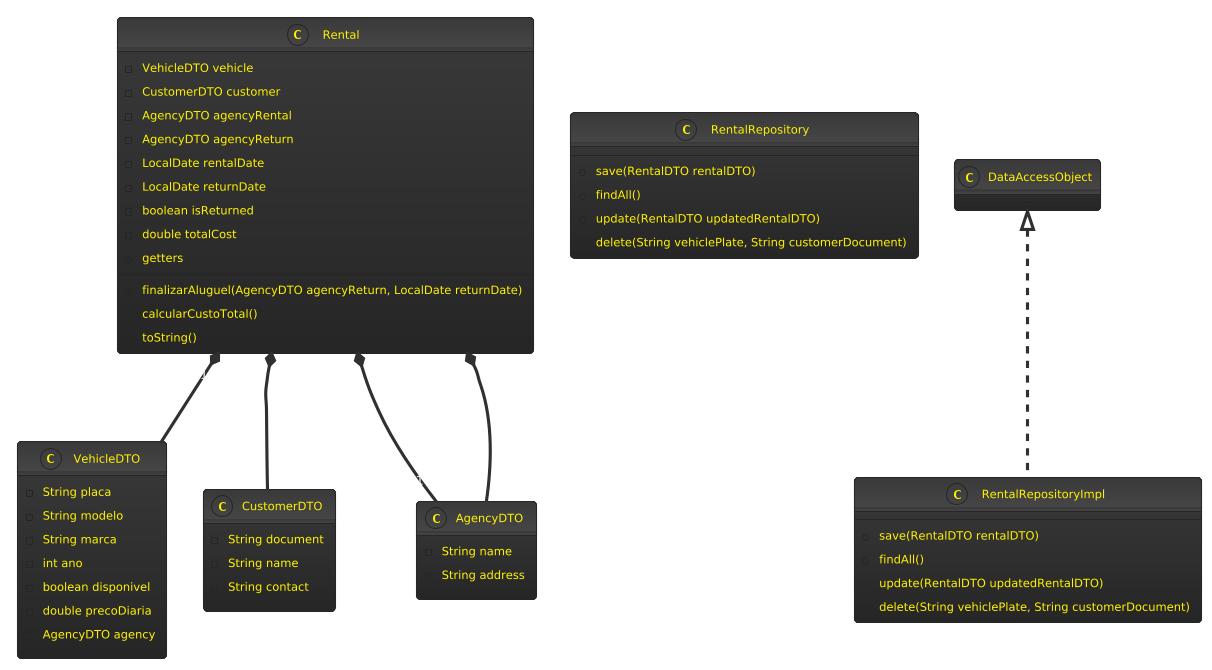 C Rental
VehicleDTO vehicle
CustomerDTO customer
AgencyDTO agencyRental
AgencyDTO agencyReturn
LocalDate rentalDate
LocalDate returnDate
boolean isReturned
double totalCost
getters
finalizarAluguel(AgencyDTO agencyReturn, LocalDate returnDate)
calcularCustoTotal()
toString()
C RentalRepository
save(RentalDTO rentalDTO)
findAll()
update(RentalDTO updatedRentalDTO)
delete(String vehiclePlate, String customerDocument)
C DataAccessObject
C VehicleDTO
String placa
String modelo
String marca
int ano
boolean disponivel
double precoDiaria
AgencyDTO agency
C CustomerDTO
String document
String name
String contact
C AgencyDTO
String name
String address
C RentalRepositoryImpl
save(RentalDTO rentalDTO)
findAll()
update(RentalDTO updatedRentalDTO)
delete(String vehiclePlate, String customerDocument)